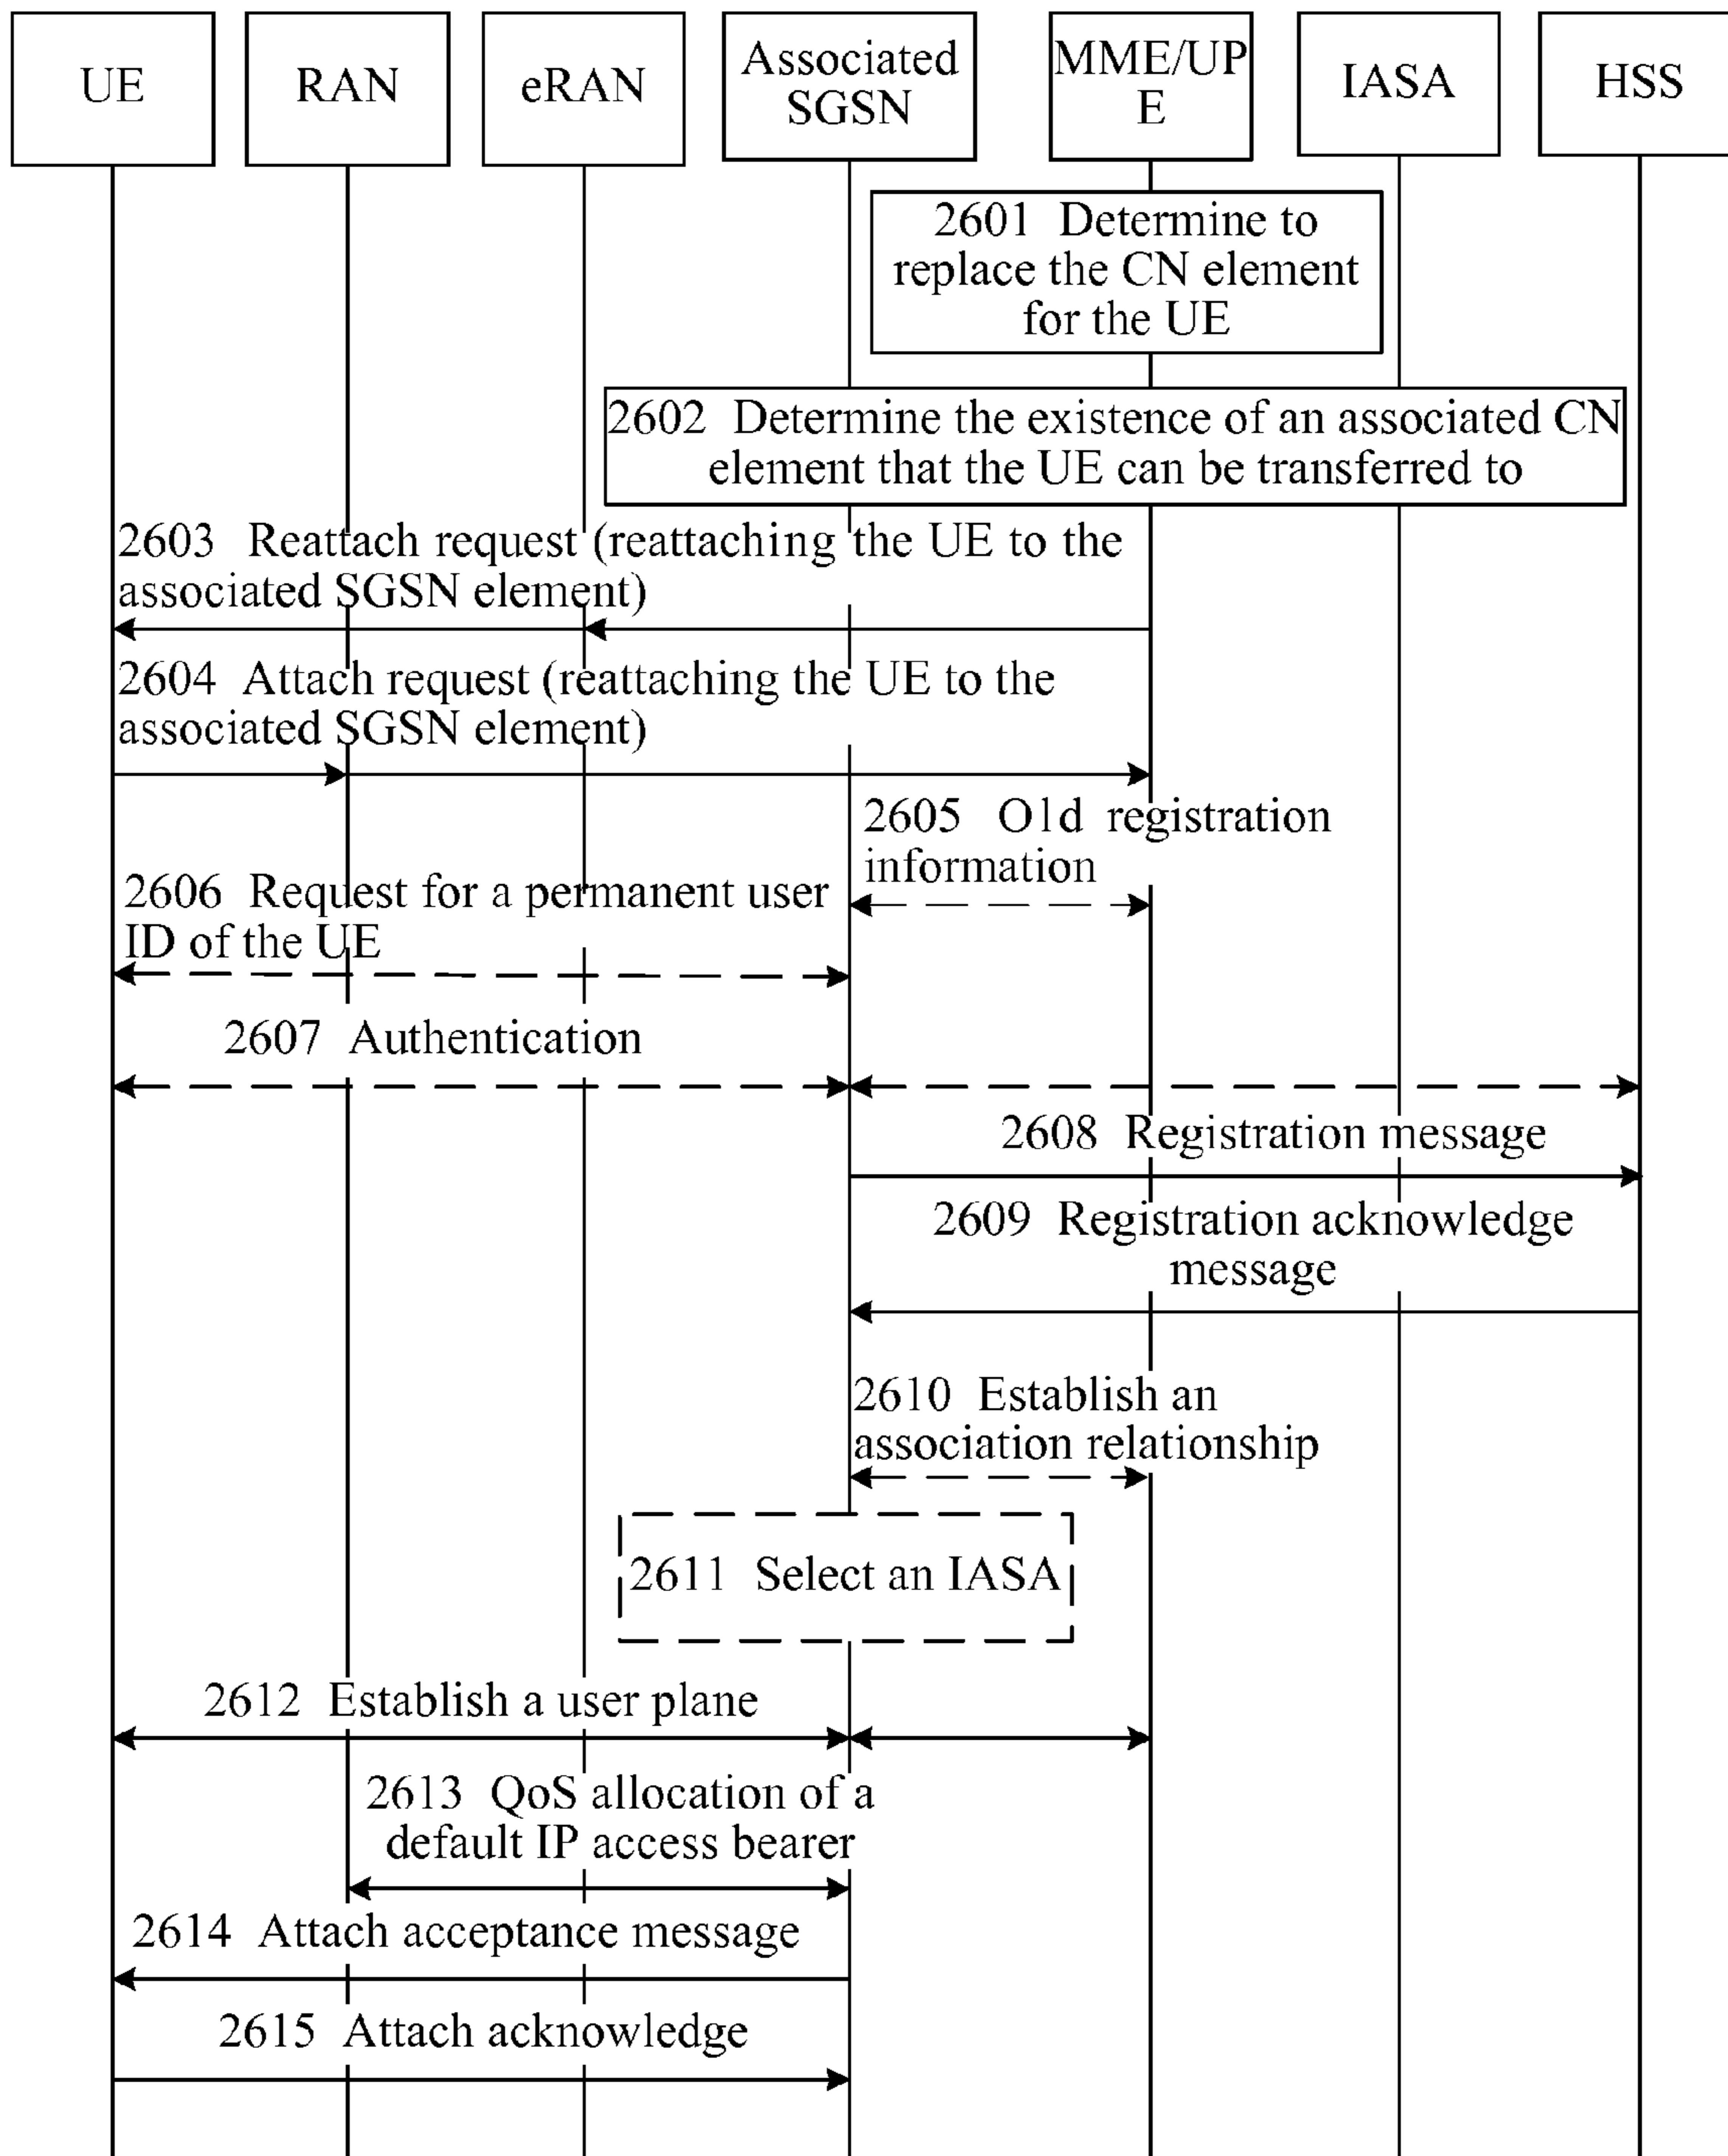 UE
RAN
eRAN
Associated
SGSN
MME/UP
E
IASA
HSS
2601 Determine to
replace the CN element
for the UE
2602 Determine the existence of an associated CN
element that the UE can be transferred to
2603 Reattach request (reattaching the UE to the
associated SGSN element)
2604 Attach request (reattaching the UE to the
associated SGSN element)
2605 Old registration
information
2606 Request for a permanent user
ID of the UE
2607 Authentication
2608 Registration message
2609 Registration acknowledge
message
2610 Establish an
association relationship
2611 Select an IASA
2612 Establish a user plane
2613 QoS allocation of a
default IP access bearer
2614 Attach acceptance message
2615 Attach acknowledge